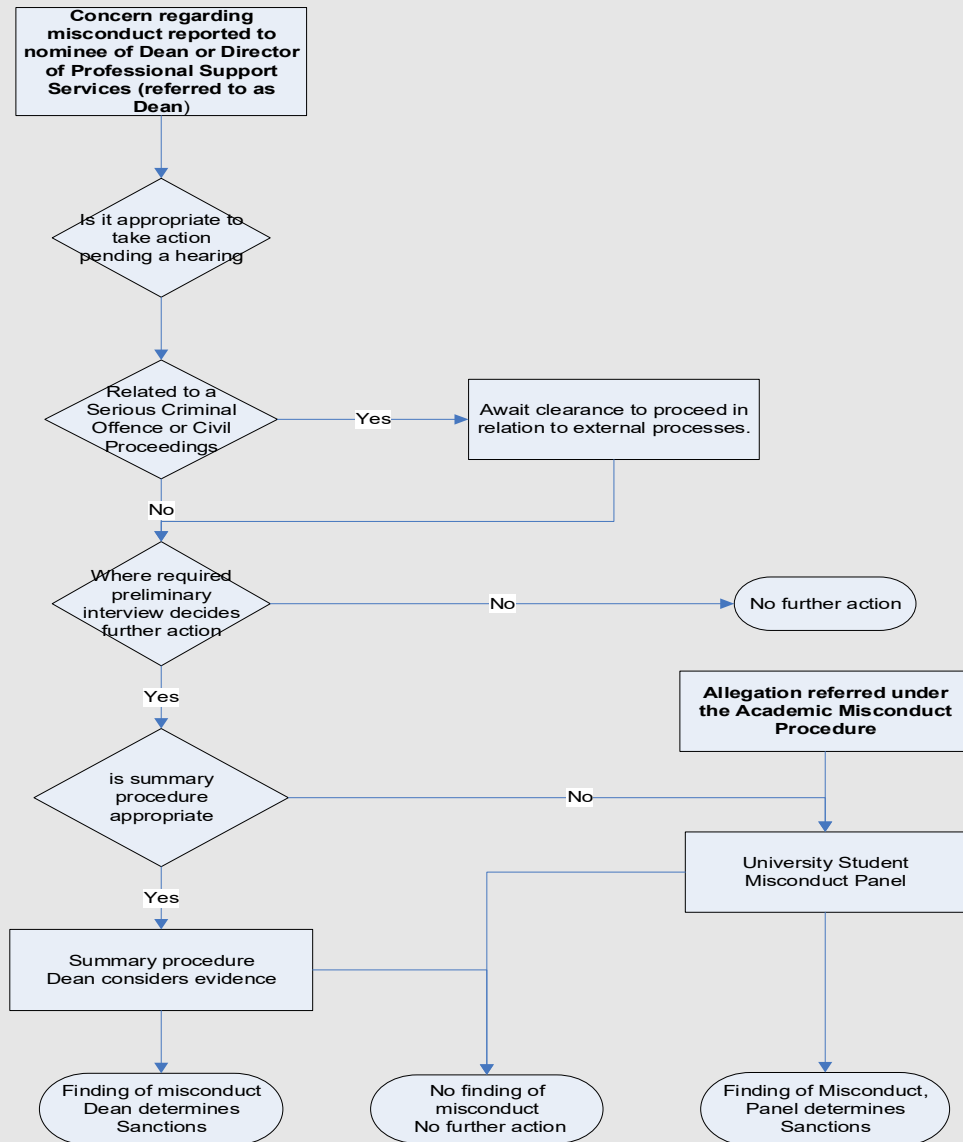 Concern regarding
misconduct reported to
nominee of Dean or Director
of Professional Support
Services (referred to as
Dean)
Is it appropriate to
take action
pending a hearing
Related to a
Serious Criminal
Offence or Civil
Proceedings
Yes
Await clearance to proceed in
relation to external processes.
No
Where required
preliminary
interview decides
further action
No
No further action
Yes
Allegation referred under
the Academic Misconduct
Procedure
is summary
procedure
appropriate
No
University Student
Misconduct Panel
Yes
Summary procedure
Dean considers evidence
Finding of misconduct
Dean determines
Sanctions
No finding of
misconduct
No further action
Finding of Misconduct,
Panel determines
Sanctions